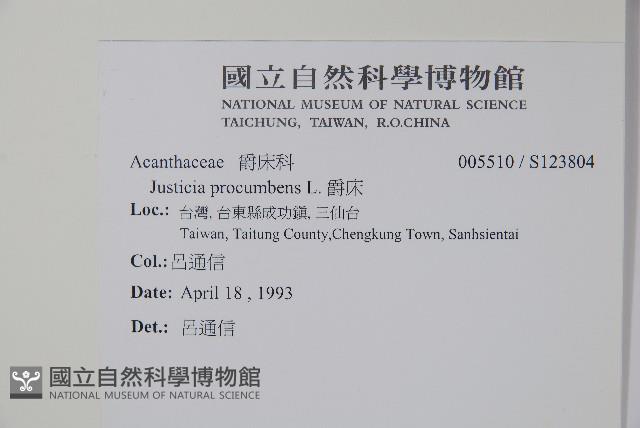 國立自然科學博物館
NATIONAL MUSEUM OF NATURAL SCIENCE
TAICHUNG, TAIWAN, R.O.CHINA
Acanthaceae 爵床科 005510 / S123804
Justicia procumbens L. 爵床
Loc.: 台灣, 台東縣成功鎮, 三仙台
Taiwan, Taitung County,Chengkung Town, Sanhsientai
Col.: 呂通信
Date: April 18 , 1993
Det.: 呂通信
國立自然科學博物館
NATIONAL MUSEUM OF NATURAL SCIENCE